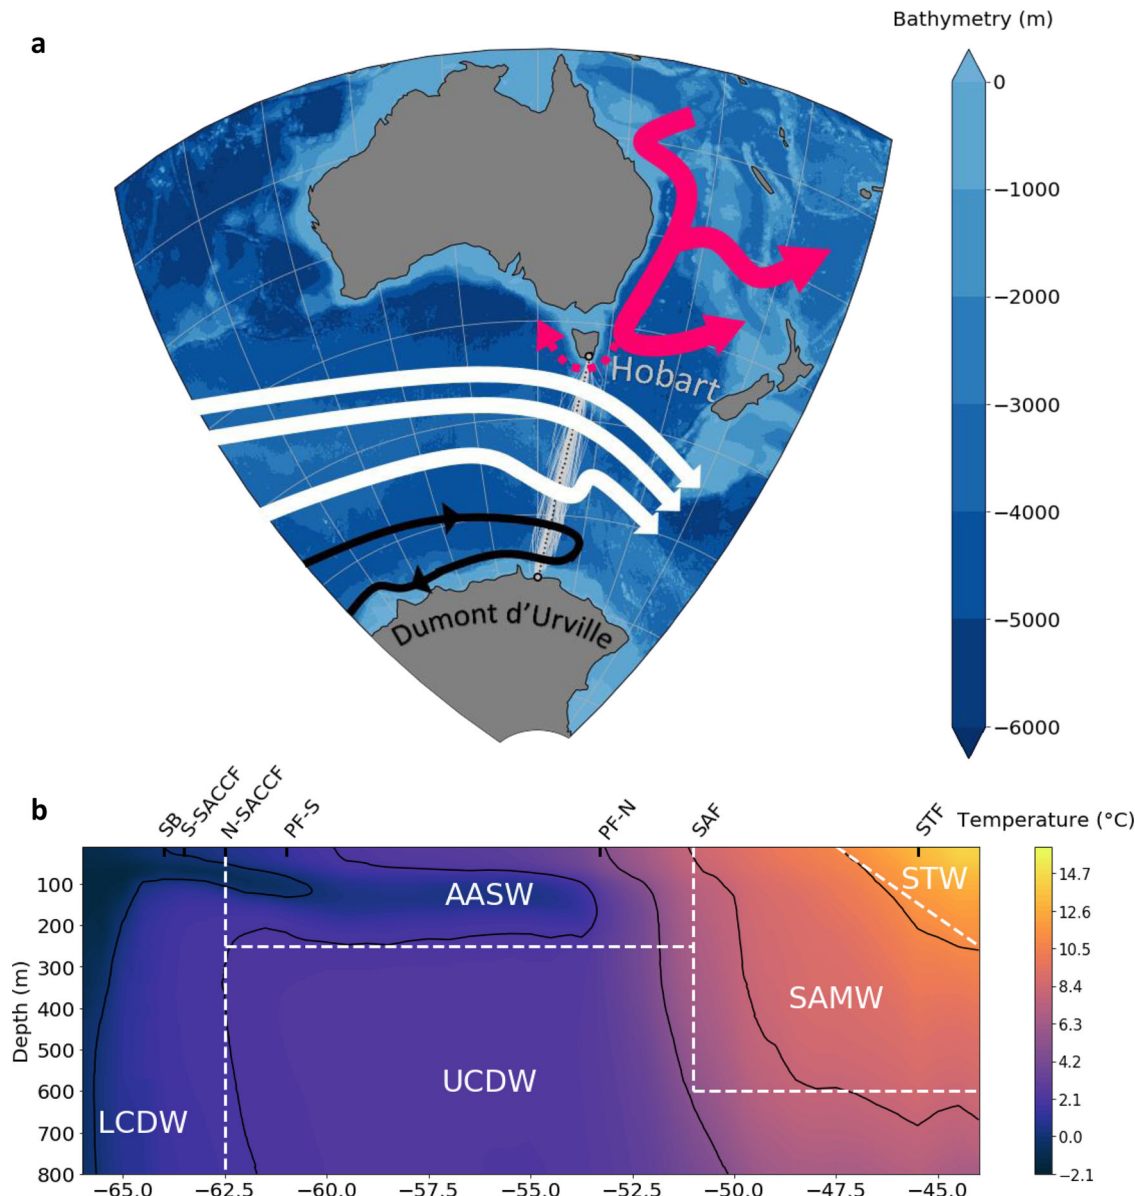 a
Bathymetry (m)
0
−1000
−2000
−3000
−4000
−5000
−6000
Hobart
Dumont d'Urville
b
SB
S-SACCF
N-SACCF
PF-S
PF-N
SAF
STF
Temperature (°C)
Depth (m)
100
200
300
400
500
600
700
800
AASW
STW
SAMW
UCDW
LCDW
14.7
12.6
10.5
8.4
6.3
4.2
2.1
0.0
−2.1
−65.0
−62.5
−60.0
−57.5
−55.0
−52.5
−50.0
−47.5
−45.0